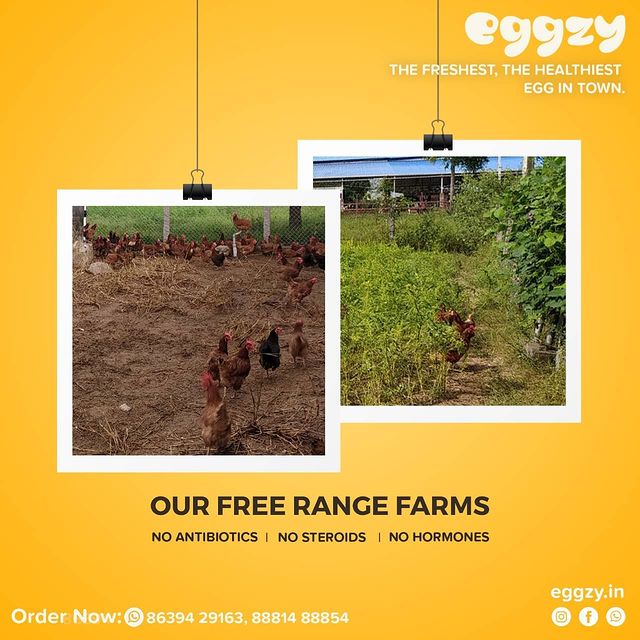 eggzy
THE FRESHEST, THE HEALTHIEST
EGG IN TOWN.
OUR FREE RANGE FARMS
NO ANTIBIOTICS | NO STEROIDS | NO HORMONES
eggzy.in
Order Now: 86394 29163, 88814 88854